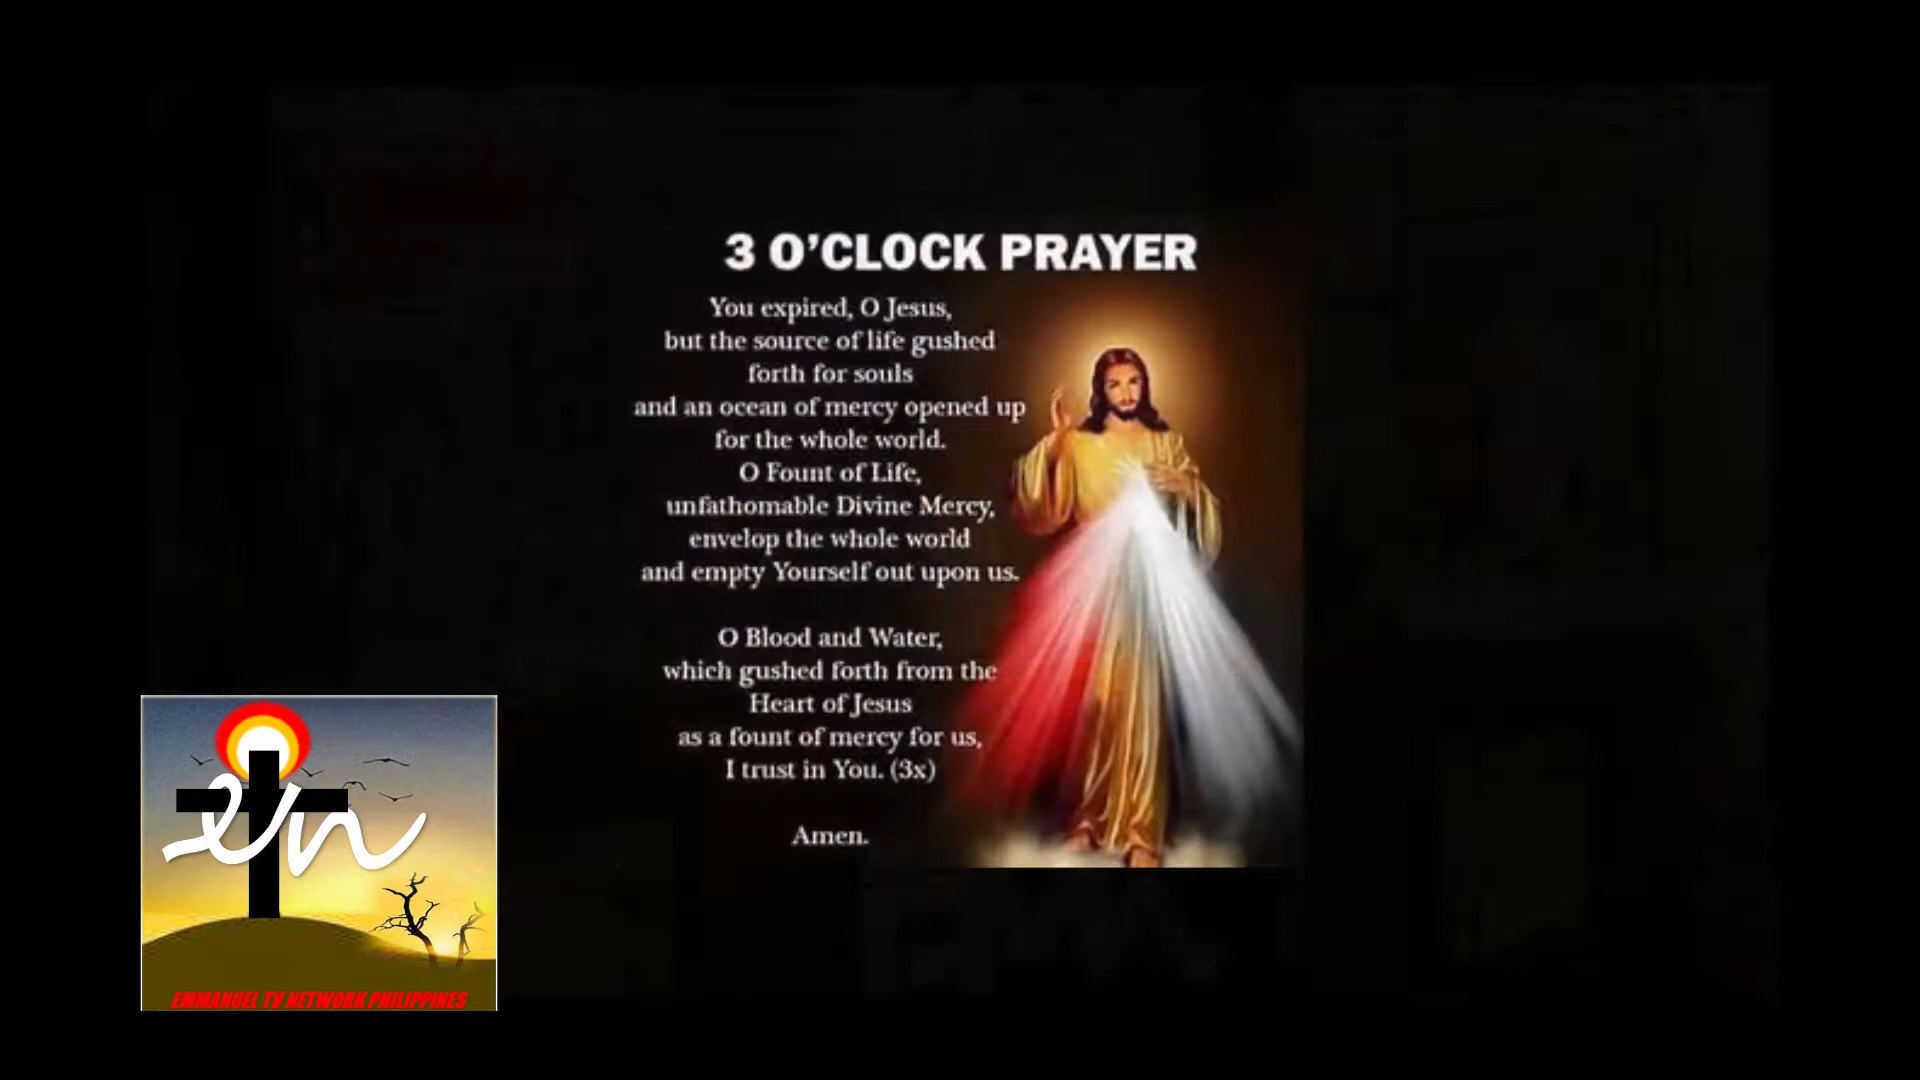 3 O’CLOCK PRAYER
You expired, O Jesus,
but the source of life gushed
forth for souls
and an ocean of mercy opened up
for the whole world.
O Fount of Life,
unfathomable Divine Mercy,
envelop the whole world
and empty Yourself out upon us.
O Blood and Water,
which gushed forth from the
Heart of Jesus
as a fount of mercy for us,
I trust in You. (3x)
Amen.
en
EMMANUEL TV NETWORK PHILIPPINES